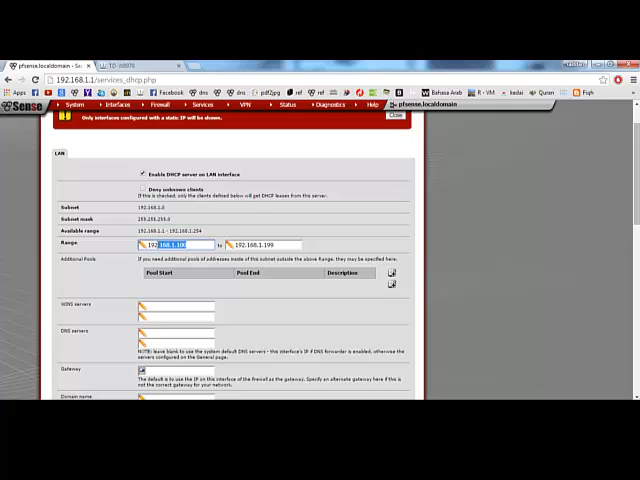 pfsense.localdomain - s
TD-W8970
192.168.1.1/services_dhcp.php
Apps
dns
ref
Facebook
dns
dns
pdf2jpg
ref
ref
Bahasa Arab
R - VM
kedai
Quran
Fiqh
Sense
System
Interfaces
Firewall
Services
VPN
Status
Diagnostics
Help
pfsense.localdomain
Only interfaces configured with a static IP will be shown.
Close
LAN
Enable DHCP server on LAN interface
Deny unknown clients
If this is checked, only the clients defined below will get DHCP leases from this server.
Subnet
192.168.1.0
Subnet mask
255.255.255.0
Available range
192.168.1.1 - 192.168.1.254
Range
192.168.1.100
to
192.168.1.199
Additional Pools
If you need additional pools of addresses inside of this subnet outside the above Range, they may be specified here.
Pool Start
Pool End
Description
WINS servers
DNS servers
NOTE: leave blank to use the system default DNS servers - this interface's IP if DNS forwarder is enabled, otherwise the
servers configured on the General page.
Gateway
The default is to use the IP on this interface of the firewall as the gateway. Specify an alternate gateway here if this is
not the correct gateway for your network.
Domain name